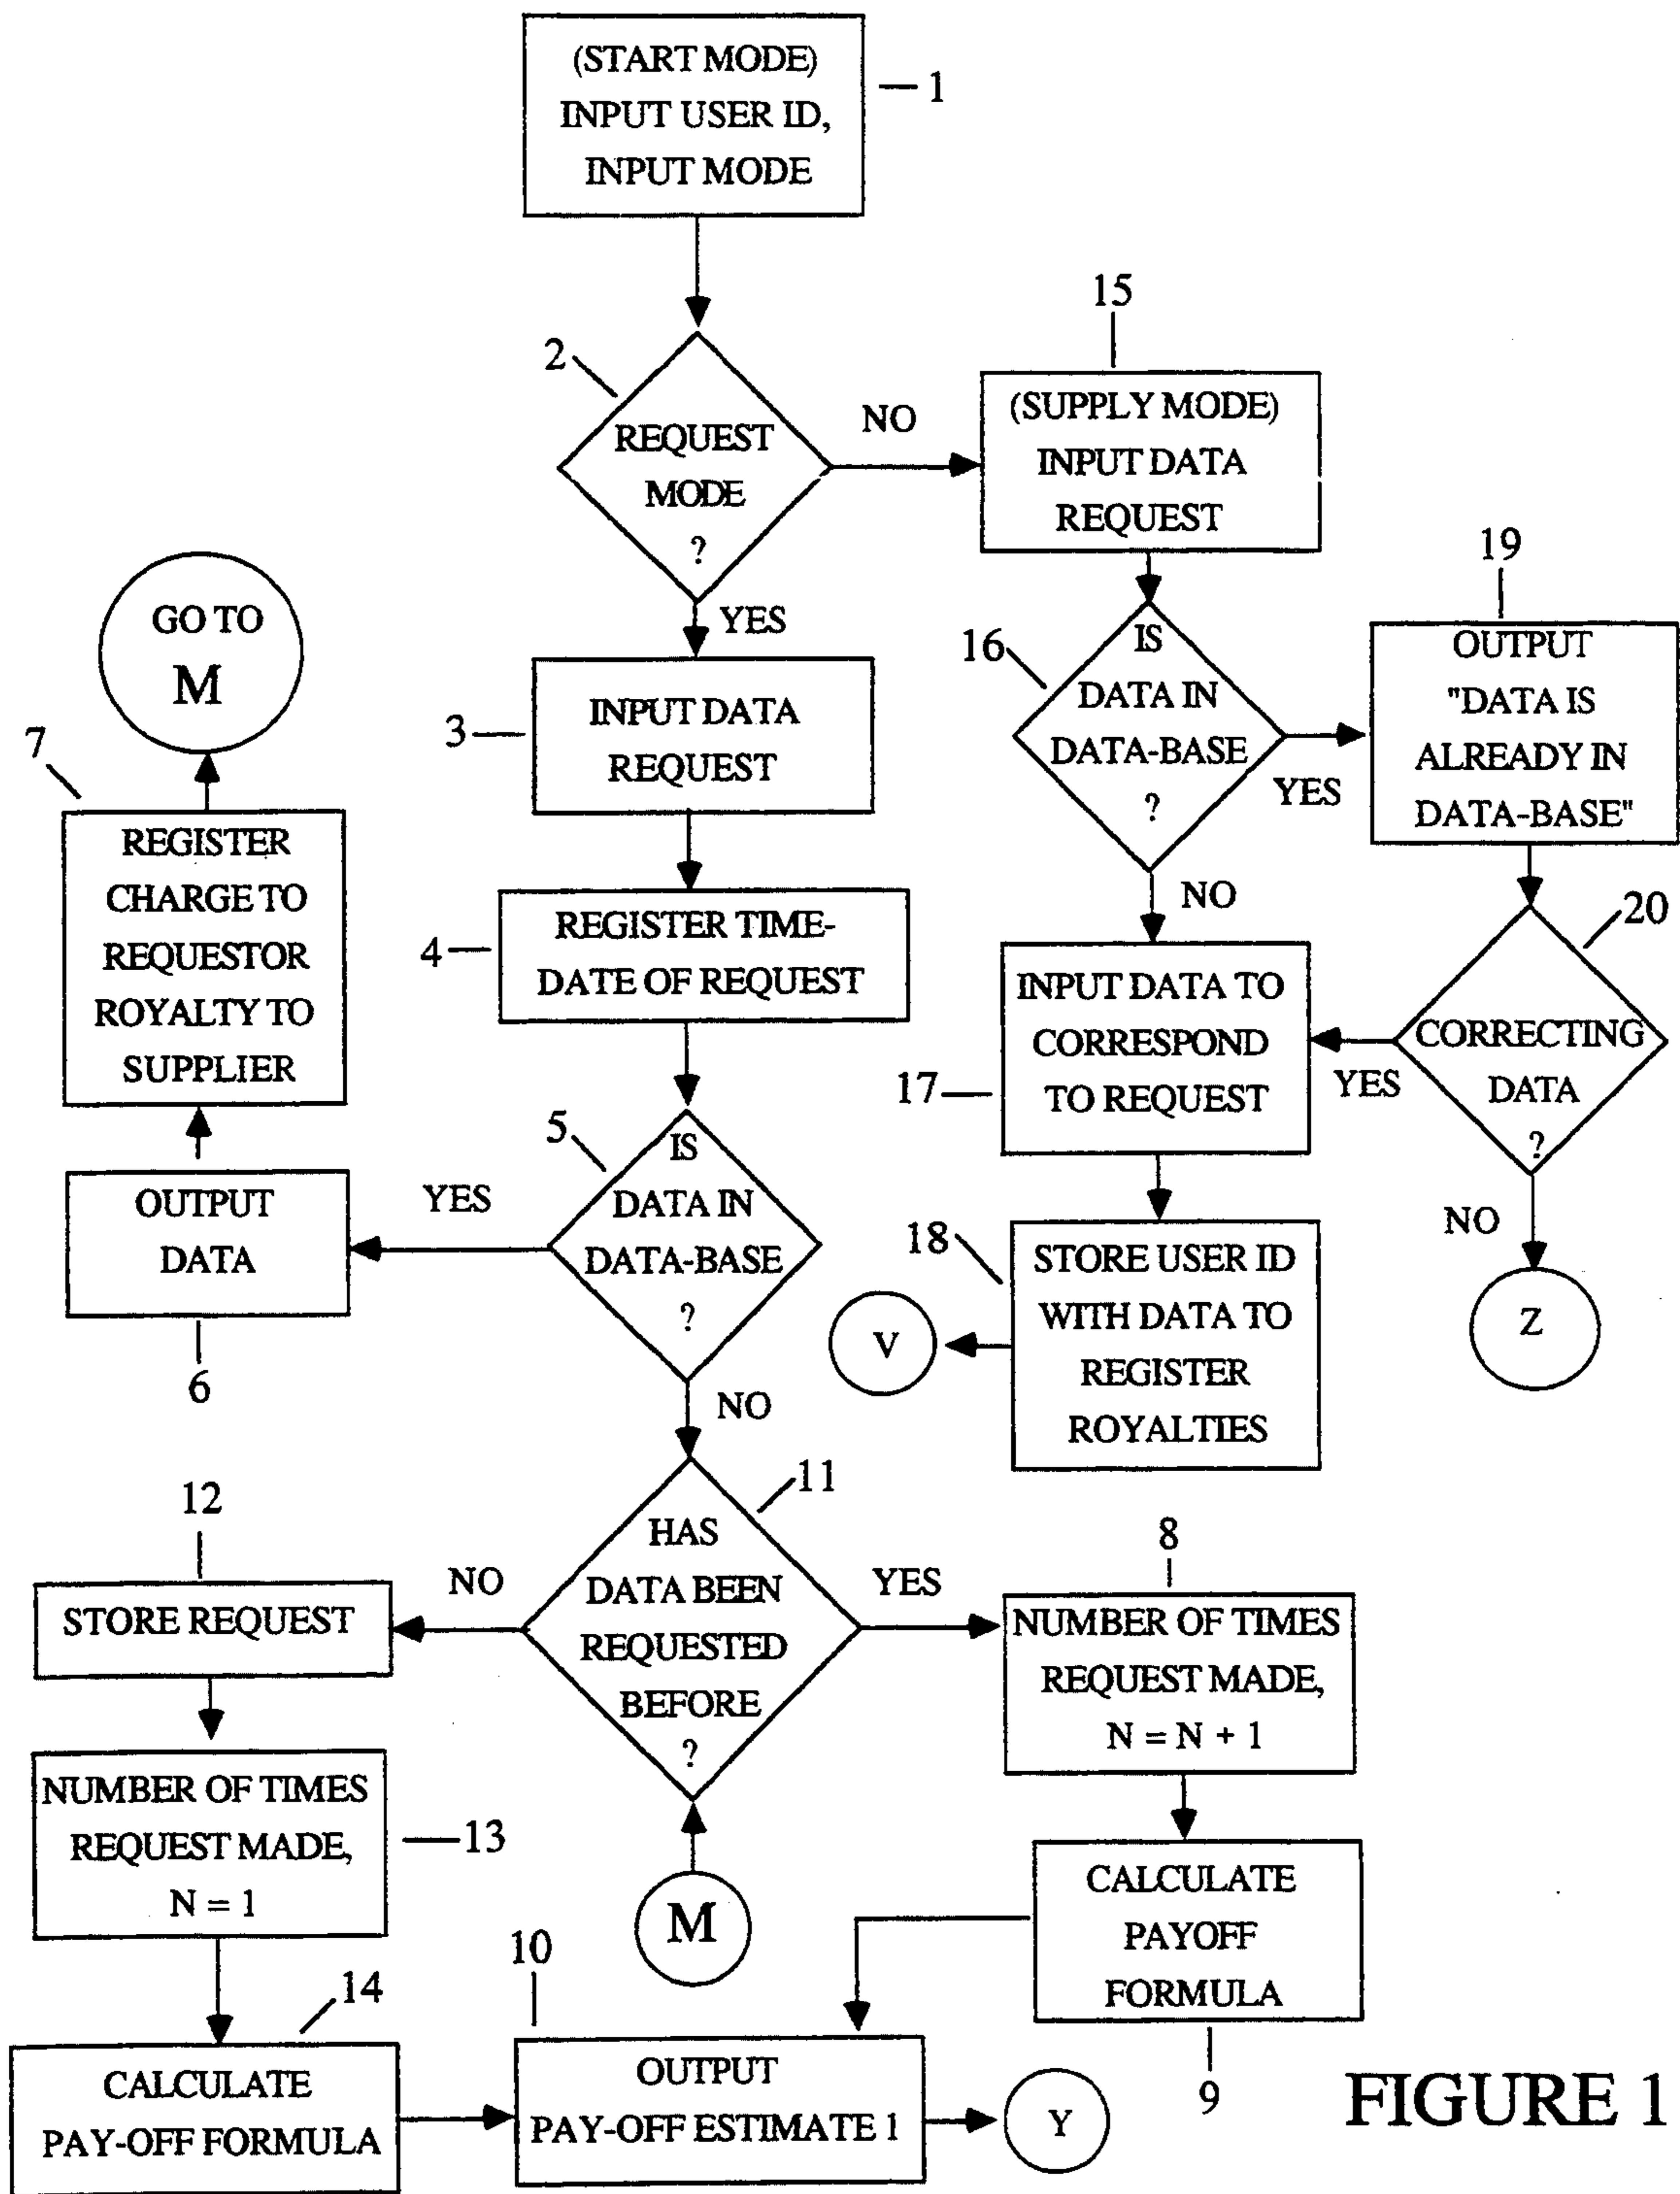 (START MODE)
INPUT USER ID,
INPUT MODE
1
2
REQUEST
MODE
?
NO
YES
15
(SUPPLY MODE)
INPUT DATA
REQUEST
16
IS
DATA IN
DATA-BASE
?
YES
NO
19
OUTPUT
"DATA IS
ALREADY IN
DATA-BASE"
20
CORRECTING
DATA
?
YES
NO
Z
17
INPUT DATA TO
CORRESPOND
TO REQUEST
18
STORE USER ID
WITH DATA TO
REGISTER
ROYALTIES
V
3
INPUT DATA
REQUEST
4
REGISTER TIME-
DATE OF REQUEST
5
IS
DATA IN
DATA-BASE
?
YES
NO
OUTPUT
DATA
6
7
REGISTER
CHARGE TO
REQUESTOR
ROYALTY TO
SUPPLIER
GO TO
M
11
HAS
DATA BEEN
REQUESTED
BEFORE
?
NO
YES
M
12
STORE REQUEST
NUMBER OF TIMES
REQUEST MADE,
N = 1
13
14
CALCULATE
PAY-OFF FORMULA
8
NUMBER OF TIMES
REQUEST MADE,
N = N + 1
CALCULATE
PAYOFF
FORMULA
9
10
OUTPUT
PAY-OFF ESTIMATE 1
Y
FIGURE 1